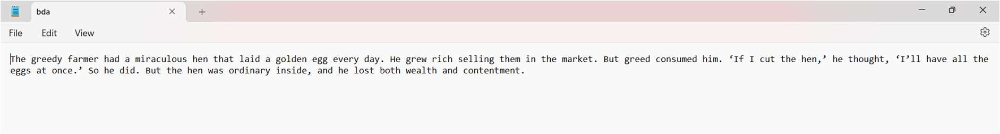 bda
File Edit View
The greedy farmer had a miraculous hen that laid a golden egg every day. He grew rich selling them in the market. But greed consumed him. ‘If I cut the hen,’ he thought, ‘I’ll have all the
eggs at once.’ So he did. But the hen was ordinary inside, and he lost both wealth and contentment.